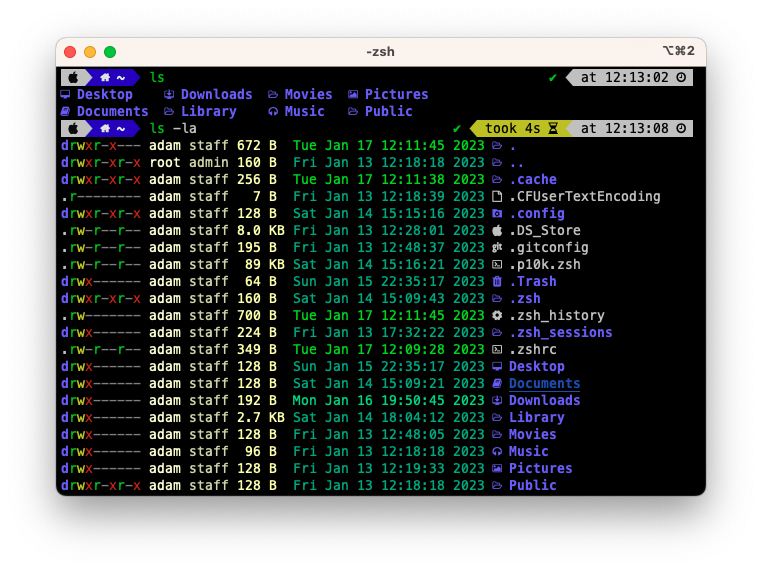 -zsh ⌥⌘2
~ ls ✔ at 12:13:02
Desktop Downloads Movies Pictures
Documents Library Music Public
~ ls -la ✔ took 4s at 12:13:08
drwxr-x--- adam staff 672 B Tue Jan 17 12:11:45 2023 .
drwxr-xr-x root admin 160 B Fri Jan 13 12:18:18 2023 ..
drwxr-xr-x adam staff 256 B Tue Jan 17 12:11:38 2023 .cache
.r-------- adam staff 7 B Fri Jan 13 12:18:39 2023 .CFUserTextEncoding
drwxr-xr-x adam staff 128 B Sat Jan 14 15:15:16 2023 .config
.rw-r--r-- adam staff 8.0 KB Fri Jan 13 12:28:01 2023 .DS_Store
.rw-r--r-- adam staff 195 B Fri Jan 13 12:48:37 2023 git .gitconfig
.rw-r--r-- adam staff 89 KB Sat Jan 14 15:16:21 2023 .p10k.zsh
drwx------ adam staff 64 B Sun Jan 15 22:35:17 2023 .Trash
drwxr-xr-x adam staff 160 B Sat Jan 14 15:09:43 2023 .zsh
.rw------- adam staff 700 B Tue Jan 17 12:11:45 2023 .zsh_history
drwx------ adam staff 224 B Fri Jan 13 17:32:22 2023 .zsh_sessions
.rw-r--r-- adam staff 349 B Tue Jan 17 12:09:28 2023 .zshrc
drwx------ adam staff 128 B Sun Jan 15 22:35:17 2023 Desktop
drwx------ adam staff 128 B Sat Jan 14 15:09:21 2023 Documents
drwx------ adam staff 192 B Mon Jan 16 19:50:45 2023 Downloads
drwx------ adam staff 2.7 KB Sat Jan 14 18:04:12 2023 Library
drwx------ adam staff 128 B Fri Jan 13 12:48:05 2023 Movies
drwx------ adam staff 96 B Fri Jan 13 12:18:18 2023 Music
drwx------ adam staff 128 B Fri Jan 13 12:19:33 2023 Pictures
drwxr-xr-x adam staff 128 B Fri Jan 13 12:18:18 2023 Public